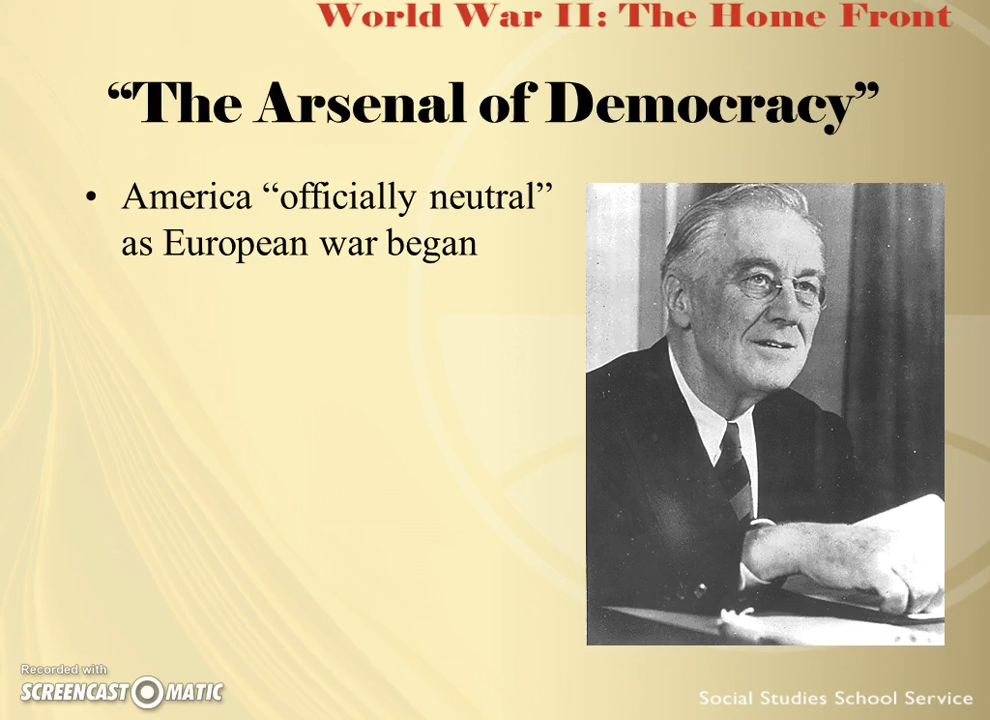 World War II: The Home Front
“The Arsenal of Democracy”
• America “officially neutral”
as European war began
Recorded with
SCREENCAST O MATIC
Social Studies School Service